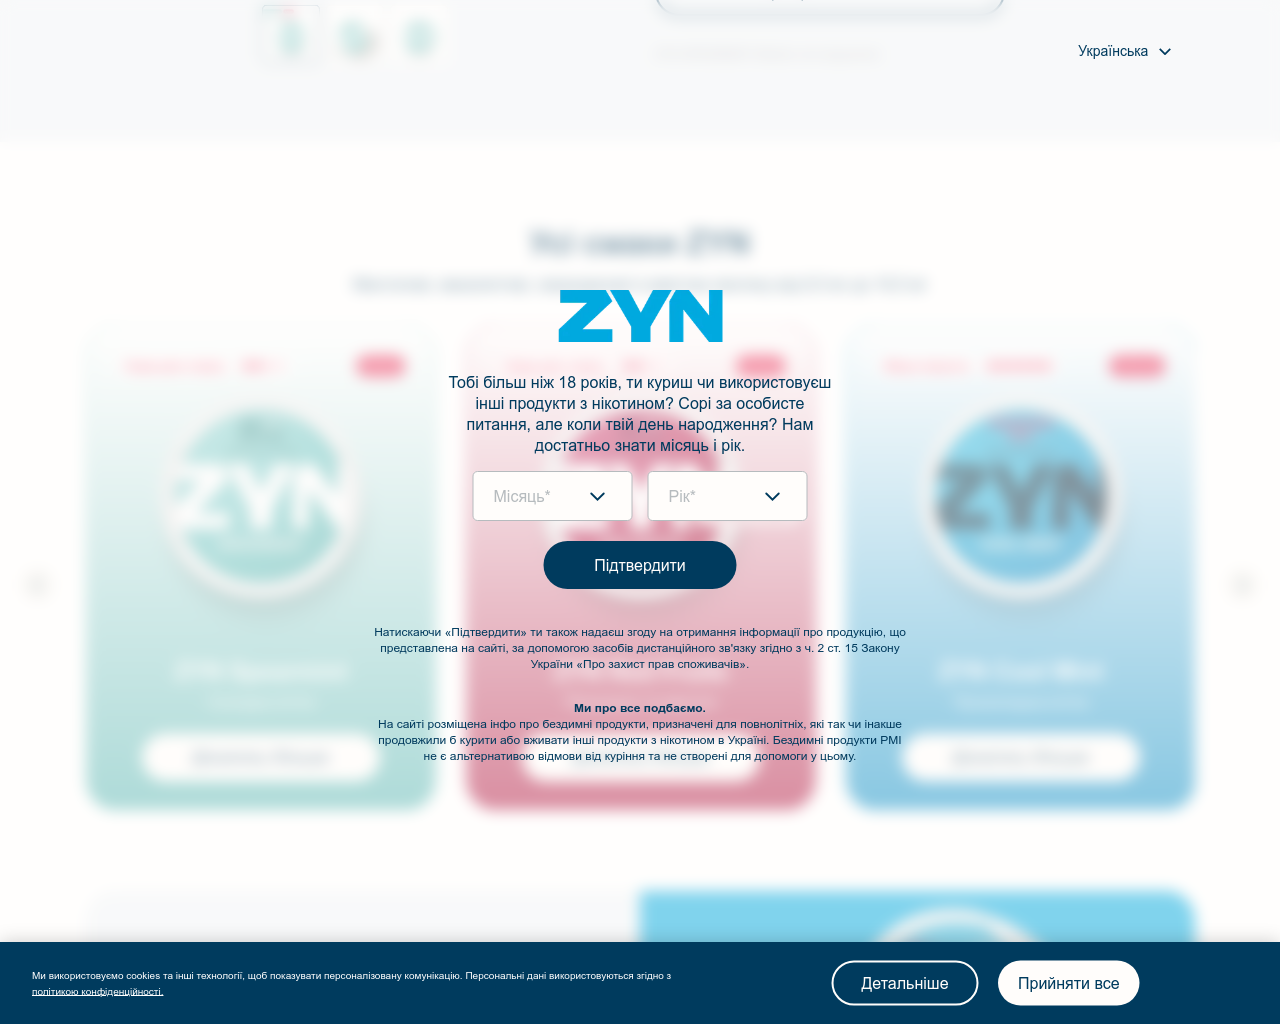 Українська
Усі смаки ZYN
ZYN
Тобі більш ніж 18 років, ти куриш чи використовуєш
інші продукти з нікотином? Сорі за особисте
питання, але коли твій день народження? Нам
достатньо знати місяць і рік.
Місяць*
Рік*
ZYN
ZYN
Підтвердити
Натискаючи «Підтвердити» ти також надаєш згоду на отримання інформації про продукцію, що
представлена на сайті, за допомогою засобів дистанційного зв'язку згідно з ч. 2 ст. 15 Закону
України «Про захист прав споживачів».
Ми про все подбаємо.
На сайті розміщена інфо про бездимні продукти, призначені для повнолітніх, які так чи інакше
продовжили б курити або вживати інші продукти з нікотином в Україні. Бездимні продукти РМІ
не є альтернативою відмови від куріння та не створені для допомоги у цьому.
Ми використовуємо cookies та інші технології, щоб показувати персоналізовану комунікацію. Персональні дані використовуються згідно з
політикою конфіденційності.
Детальніше
Прийняти все